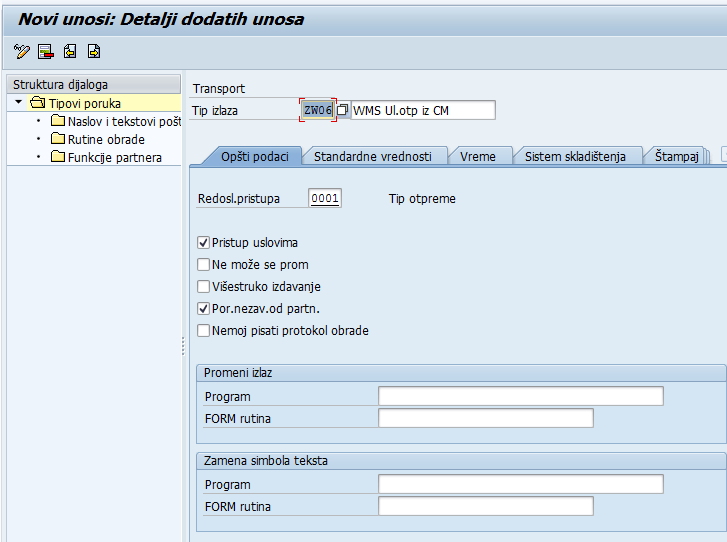 Novi unosi: Detalji dodatih unosa
Struktura dijaloga
Tipovi poruka
Naslov i tekstovi pošt
Rutine obrade
Funkcije partnera
Transport
Tip izlaza ZW06 WMS Ul.otp iz CM
Opšti podaci Standardne vrednosti Vreme Sistem skladištenja Štampaj
Redosl.pristupa 0001 Tip otpreme
Pristup uslovima
Ne može se prom
Višestruko izdavanje
Por.nezav.od partn.
Nemoj pisati protokol obrade
Promeni izlaz
Program
FORM rutina
Zamena simbola teksta
Program
FORM rutina